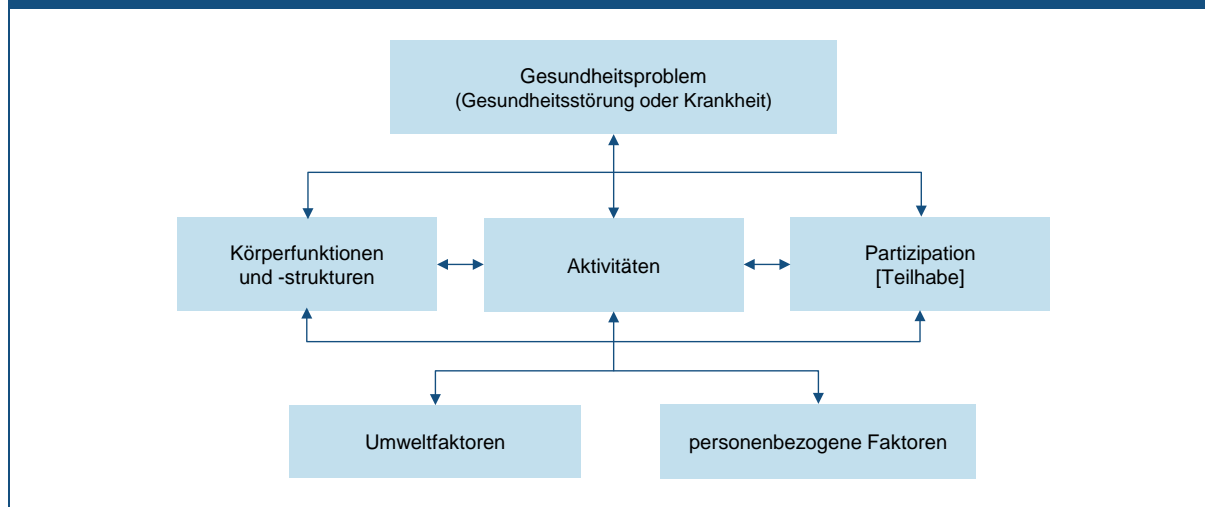 Gesundheitsproblem
(Gesundheitsstörung oder Krankheit)
Körperfunktionen
und -strukturen
Aktivitäten
Partizipation
[Teilhabe]
Umweltfaktoren
personenbezogene Faktoren